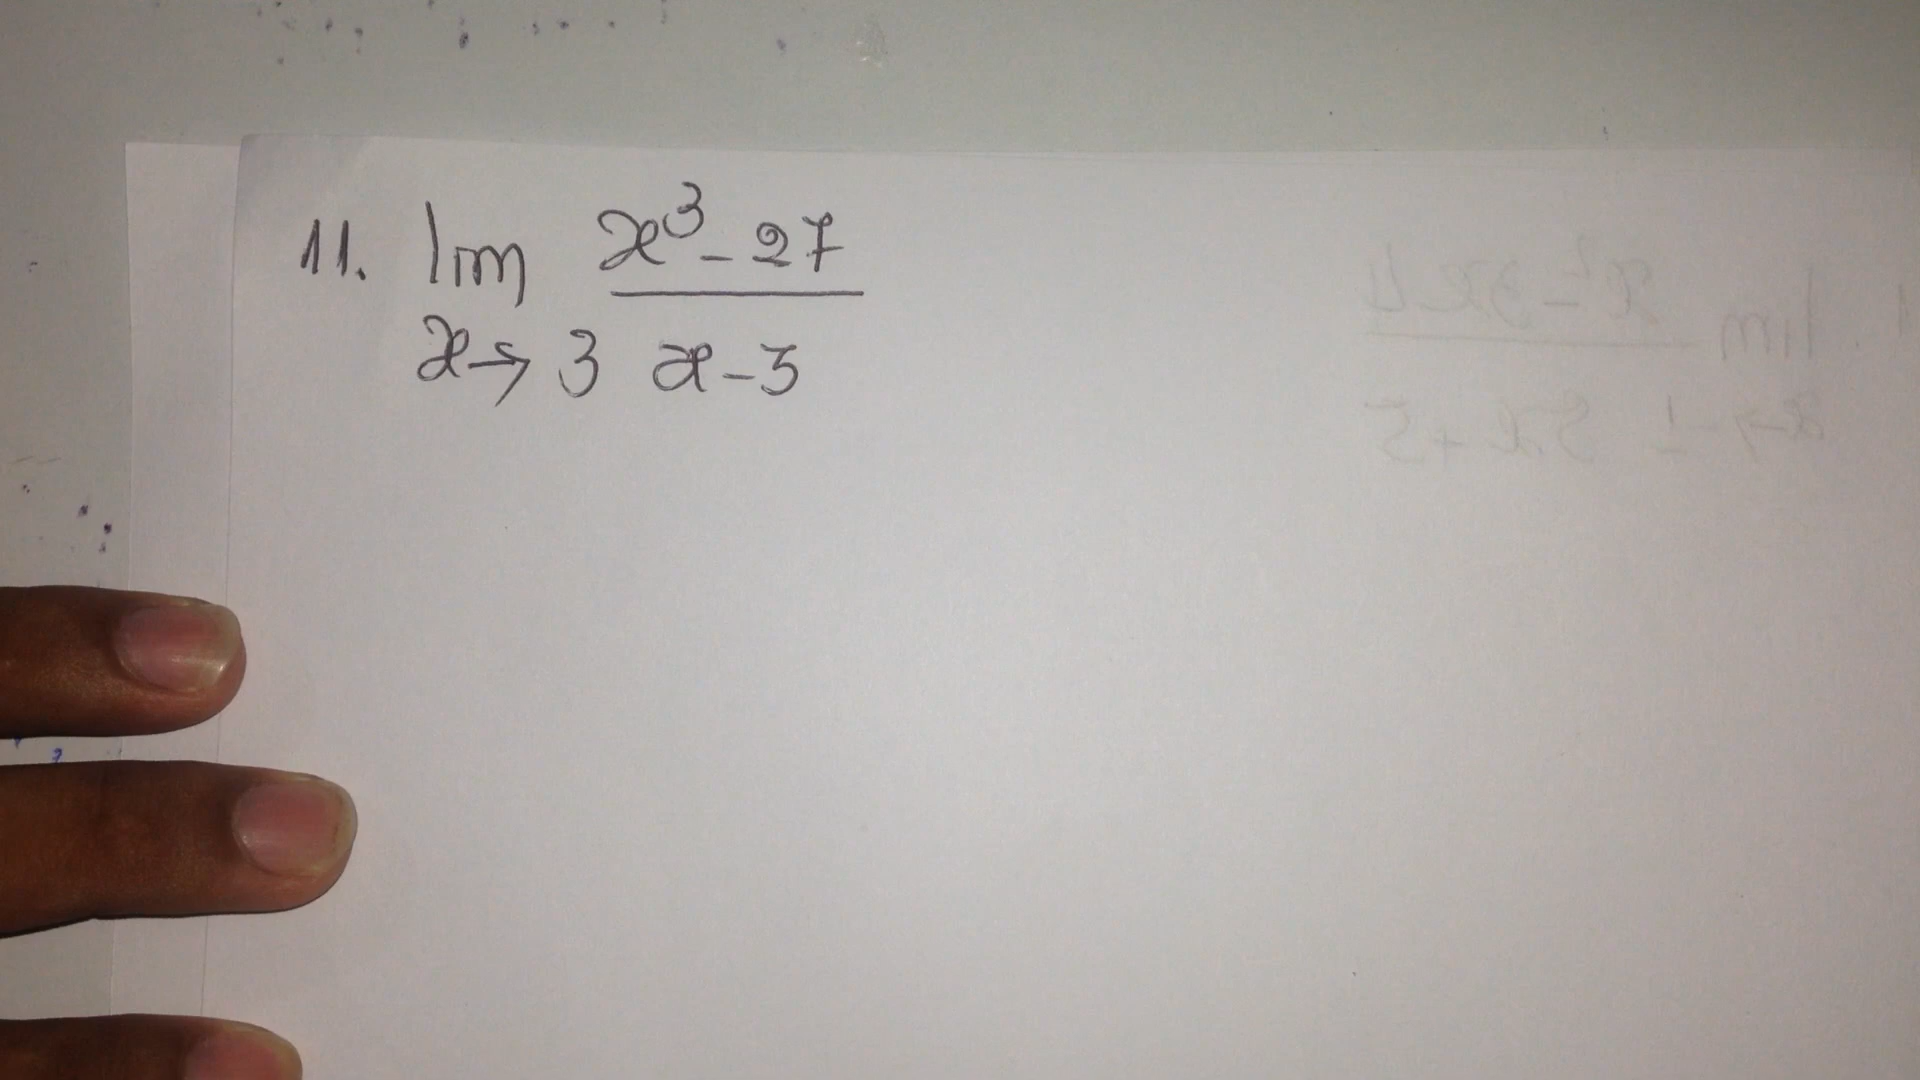 11. lim x³ - 27
x → 3 x - 3